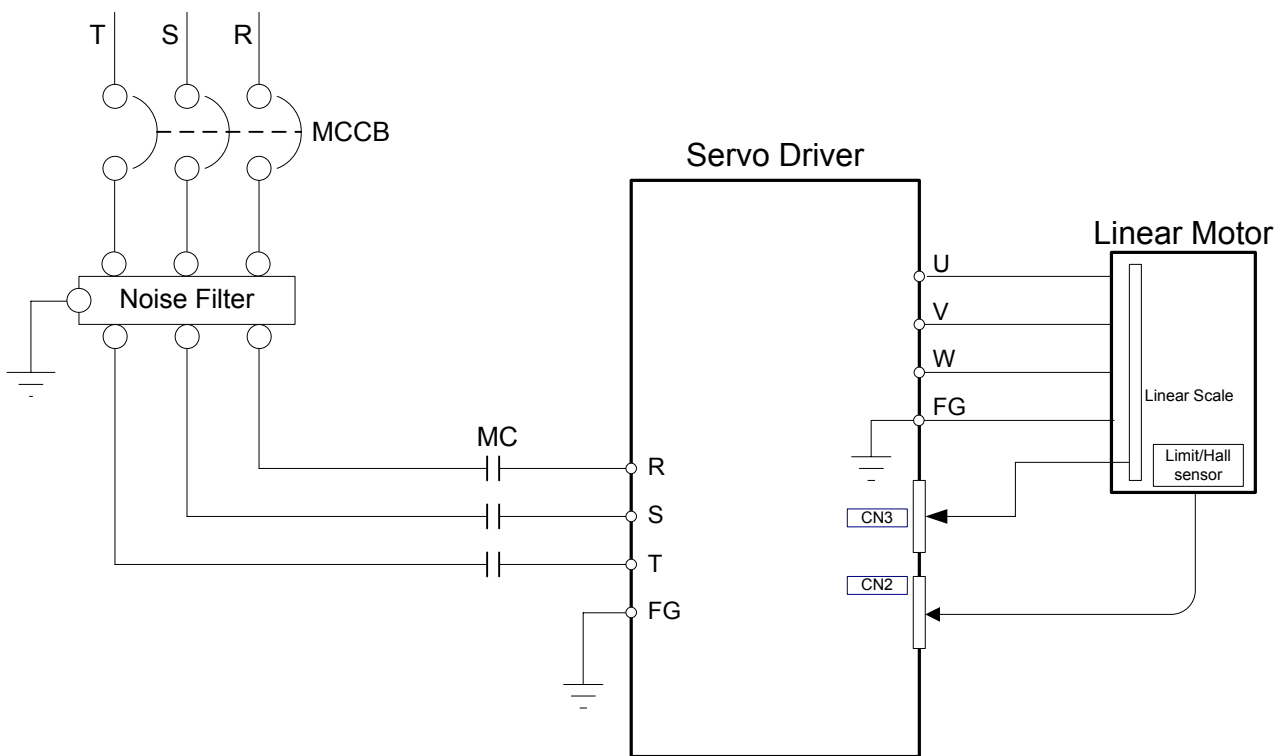 T S R
MCCB
Servo Driver
Linear Motor
U
Noise Filter
V
W
Linear Scale
FG
MC
R
Limit/Hall
sensor
S
CN3
T
CN2
FG